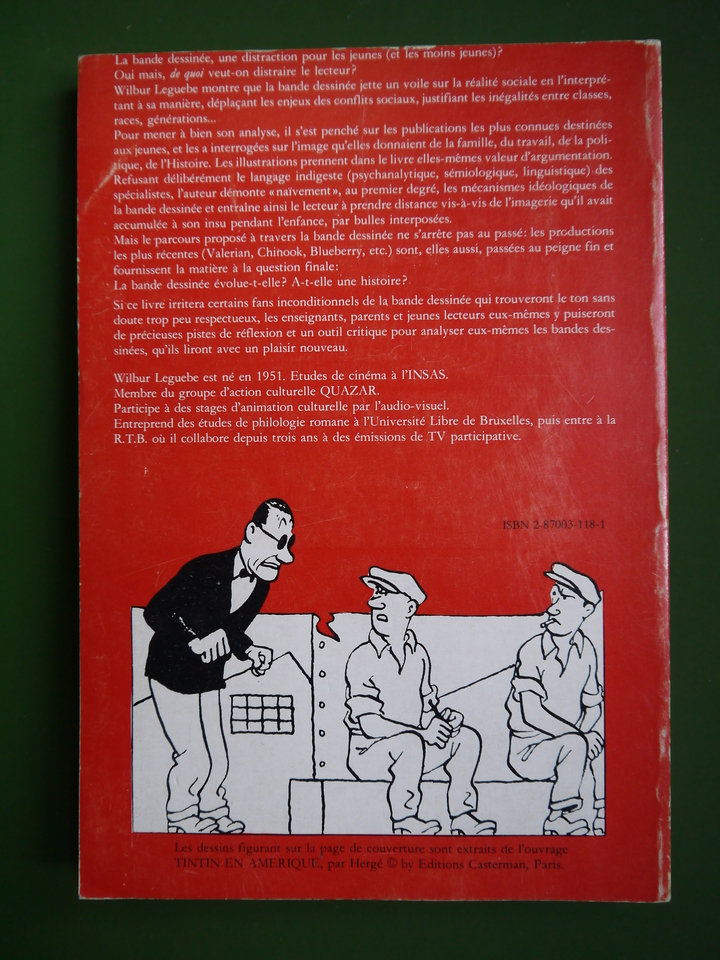 La bande dessinée, une distraction pour les jeunes (et les moins jeunes)?
Oui mais, de quoi veut-on distraire le lecteur?
Wilbur Leguebe montre que la bande dessinée jette un voile sur la réalité sociale en l'interpré-
tant à sa manière, déplaçant les enjeux des conflits sociaux, justifiant les inégalités entre classes,
races, générations...
Pour mener à bien son analyse, il s'est penché sur les publications les plus connues destinées
aux jeunes, et les a interrogées sur l'image qu'elles donnaient de la famille, du travail, de la poli-
tique, de l'Histoire. Les illustrations prennent dans le livre elles-mêmes valeur d'argumentation.
Refusant délibérément le langage indigeste (psychanalytique, sémiologique, linguistique) des
spécialistes, l'auteur démonte «naïvement», au premier degré, les mécanismes idéologiques de
la bande dessinée et entraîne ainsi le lecteur à prendre distance vis-à-vis de l'imagerie qu'il avait
accumulée à son insu pendant l'enfance, par bulles interposées.
Mais le parcours proposé à travers la bande dessinée ne s'arrête pas au passé: les productions
les plus récentes (Valerian, Chinook, Blueberry, etc.) sont, elles aussi, passées au peigne fin et
fournissent la matière à la question finale:
La bande dessinée évolue-t-elle? A-t-elle une histoire?
Si ce livre irritera certains fans inconditionnels de la bande dessinée qui trouveront le ton sans
doute trop peu respectueux, les enseignants, parents et jeunes lecteurs eux-mêmes y puiseront
de précieuses pistes de réflexion et un outil critique pour analyser eux-mêmes les bandes des-
sinées, qu'ils liront avec un plaisir nouveau.
Wilbur Leguebe est né en 1951. Etudes de cinéma à l'INSAS.
Membre du groupe d'action culturelle QUAZAR.
Participe à des stages d'animation culturelle par l'audio-visuel.
Entreprend des études de philologie romane à l'Université Libre de Bruxelles, puis entre à la
R.T.B. où il collabore depuis trois ans à des émissions de TV participative.
ISBN 2-87003-118-1
Les dessins figurant sur la page de couverture sont extraits de l'ouvrage
TINTIN EN AMERIQUE, par Hergé © by Editions Casterman, Paris.